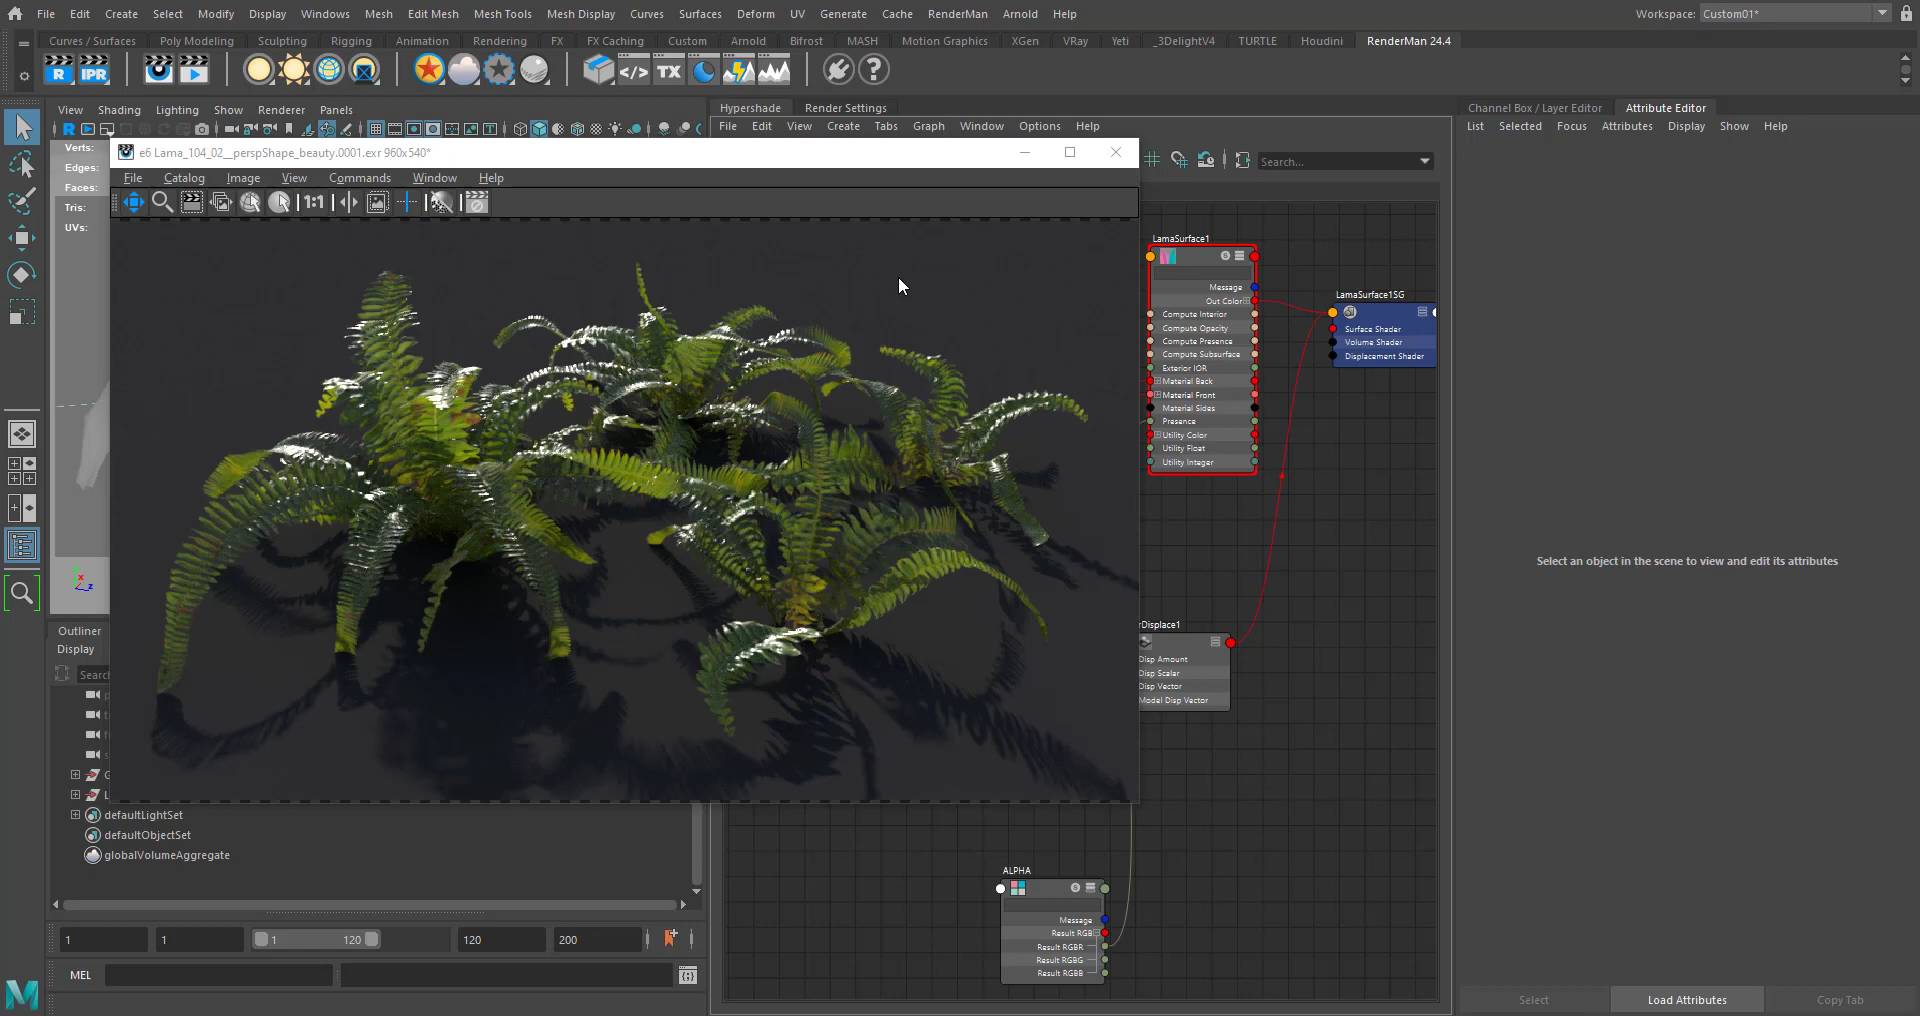 File Edit Create Select Modify Display Windows Mesh Edit Mesh Mesh Tools Mesh Display Curves Surfaces Deform UV Generate Cache RenderMan Arnold Help Workspace: Custom01*
Curves / Surfaces Poly Modeling Sculpting Rigging Animation Rendering FX FX Caching Custom Arnold Bifrost MASH Motion Graphics XGen VRay Yeti _3DelightV4 TURTLE Houdini RenderMan 24.4
R IPR </> TX ?
View Shading Lighting Show Renderer Panels
Hypershade Render Settings
Channel Box / Layer Editor Attribute Editor
File Edit View Create Tabs Graph Window Options Help
List Selected Focus Attributes Display Show Help
Verts:
Edges:
Faces:
Tris:
UVs:
e6 Lama_104_02__perspShape_beauty.0001.exr 960x540*
File Catalog Image View Commands Window Help
1:1
Search...
LamaSurface1
Message
Out Color
Compute Interior
Compute Opacity
Compute Presence
Compute Subsurface
Exterior IOR
Material Back
Material Front
Material Sides
Presence
Utility Color
Utility Float
Utility Integer
LamaSurface1SG
Surface Shader
Volume Shader
Displacement Shader
Select an object in the scene to view and edit its attributes
x
z
rDisplace1
Disp Amount
Disp Scalar
Disp Vector
Model Disp Vector
Outliner
Display
Searc
defaultLightSet
defaultObjectSet
globalVolumeAggregate
ALPHA
Message
Result RGB
Result RGBR
Result RGBG
Result RGBB
1 1 1 120 120 200
MEL
Select Load Attributes Copy Tab